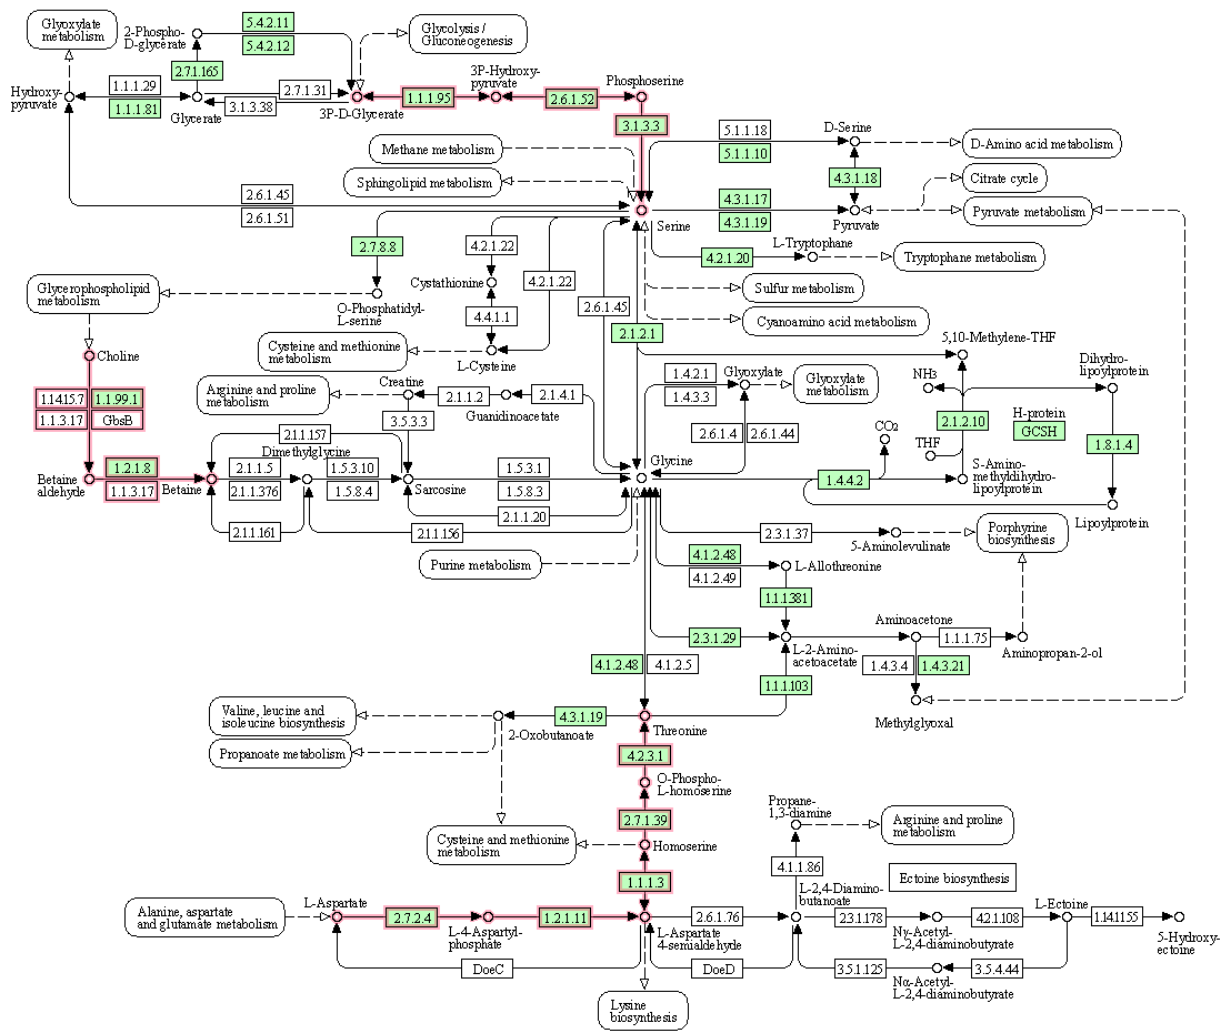 Glyoxylate
metabolism
2-Phospho-
D-glycerate
5.4.2.11
5.4.2.12
Glycolysis /
Gluconeogenesis
2.7.1.165
3P-Hydroxy-
pyruvate
Phosphoserine
Hydroxy-
pyruvate
1.1.1.29
1.1.1.81
Glycerate
2.7.1.31
3.1.3.38
3P-D-Glycerate
1.1.1.95
2.6.1.52
3.1.3.3
Methane metabolism
Sphingolipid metabolism
5.1.1.18
5.1.1.10
D-Serine
D-Amino acid metabolism
4.3.1.18
Citrate cycle
2.6.1.45
2.6.1.51
4.3.1.17
4.3.1.19
Serine
Pyruvate
Pyruvate metabolism
2.7.8.8
4.2.1.22
4.2.1.22
4.2.1.20
L-Tryptophane
Tryptophane metabolism
Glycerophospholipid
metabolism
Cystathionine
2.6.1.45
Sulfur metabolism
O-Phosphatidyl-
L-serine
4.4.1.1
Cyanoamino acid metabolism
2.1.2.1
Cysteine and methionine
metabolism
L-Cysteine
5,10-Methylene-THF
Choline
Dihydro-
lipoylprotein
Arginine and proline
metabolism
Creatine
2.1.1.2
Guanidinoacetate
2.1.4.1
1.4.2.1
1.4.3.3
Glyoxylate
Glyoxylate
metabolism
NH3
1.14.15.7
1.1.99.1
1.1.3.17
GbsB
3.5.3.3
2.6.1.4
2.6.1.44
CO2
2.1.2.10
H-protein
GCSH
THF
1.8.1.4
2.1.1.157
Dimethylglycine
Betaine
aldehyde
1.2.1.8
1.1.3.17
Betaine
2.1.1.5
2.1.1.376
1.5.3.10
1.5.8.4
Sarcosine
1.5.3.1
1.5.8.3
Glycine
1.4.4.2
S-Amino-
methyldihydro-
lipoylprotein
Lipoylprotein
2.1.1.20
2.1.1.161
2.1.1.156
2.3.1.37
5-Aminolevulinate
Porphyrine
biosynthesis
Purine metabolism
4.1.2.48
4.1.2.49
L-Allothreonine
1.1.1.381
2.3.1.29
L-2-Amino-
acetoacetate
Aminoacetone
1.1.1.75
Aminopropan-2-ol
4.1.2.48
4.1.2.5
1.4.3.4
1.4.3.21
1.1.1.103
Methylglyoxal
Valine, leucine and
isoleucine biosynthesis
4.3.1.19
2-Oxobutanoate
Threonine
Propanoate metabolism
4.2.3.1
O-Phospho-
L-homoserine
2.7.1.39
Propane-
1,3-diamine
Arginine and proline
metabolism
Cysteine and methionine
metabolism
Homoserine
4.1.1.86
Ectoine biosynthesis
1.1.1.3
Alanine, aspartate
and glutamate metabolism
L-Aspartate
2.7.2.4
L-4-Aspartyl-
phosphate
1.2.1.11
L-Aspartate
4-semialdehyde
2.6.1.76
L-2,4-Diamino-
butanoate
2.3.1.178
Nγ-Acetyl-
L-2,4-diaminobutyrate
4.2.1.108
L-Ectoine
1.14.11.55
5-Hydroxy-
ectoine
DoeC
DoeD
3.5.1.125
Nα-Acetyl-
L-2,4-diaminobutyrate
3.5.4.44
Lysine
biosynthesis